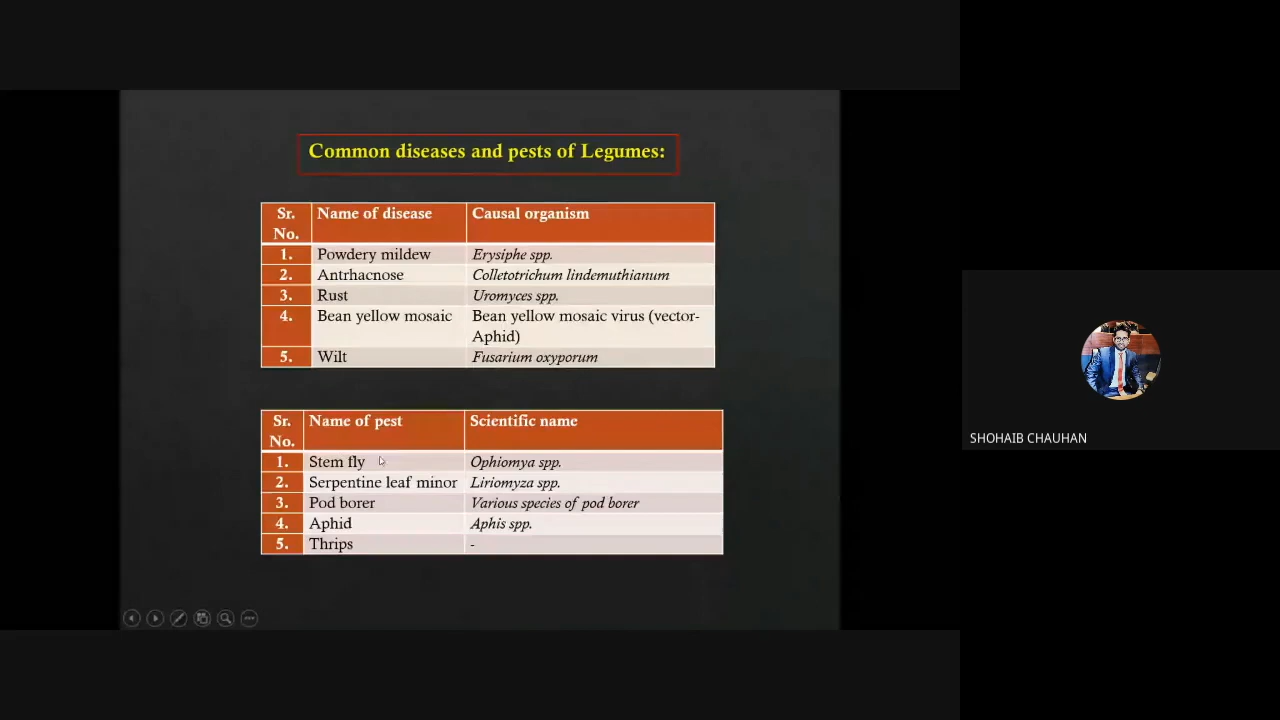 Common diseases and pests of Legumes:
Sr. No. Name of disease Causal organism
1. Powdery mildew Erysiphe spp.
2. Antrhacnose Colletotrichum lindemuthianum
3. Rust Uromyces spp.
4. Bean yellow mosaic Bean yellow mosaic virus (vector-
Aphid)
5. Wilt Fusarium oxyporum
Sr. No. Name of pest Scientific name
1. Stem fly Ophiomya spp.
2. Serpentine leaf minor Liriomyza spp.
3. Pod borer Various species of pod borer
4. Aphid Aphis spp.
5. Thrips -
SHOHAIB CHAUHAN